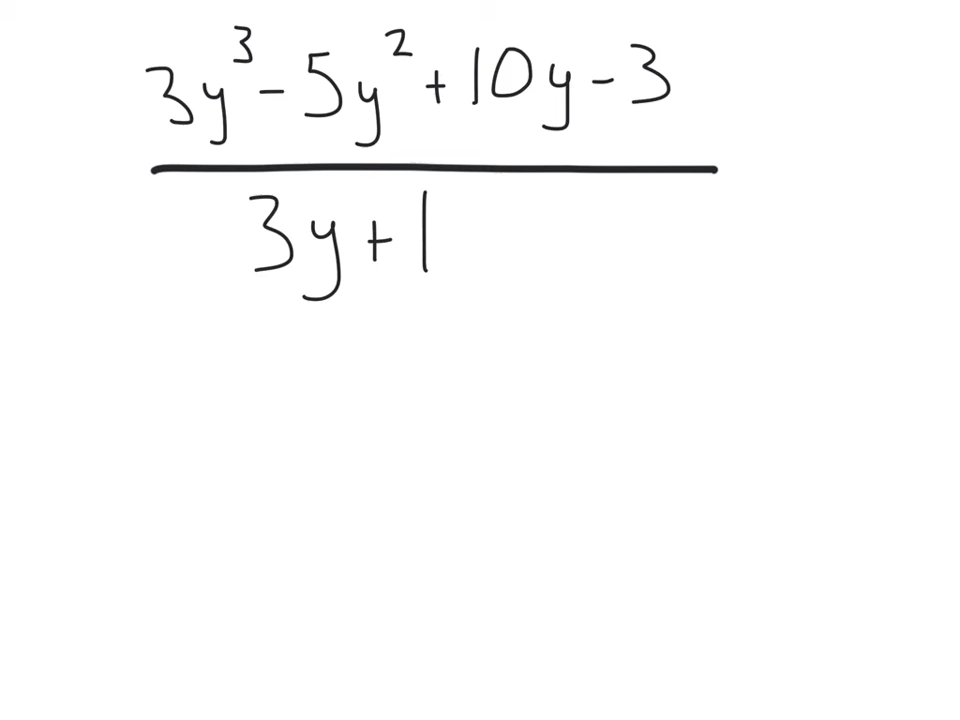 3y³ - 5y² + 10y - 3
3y + 1